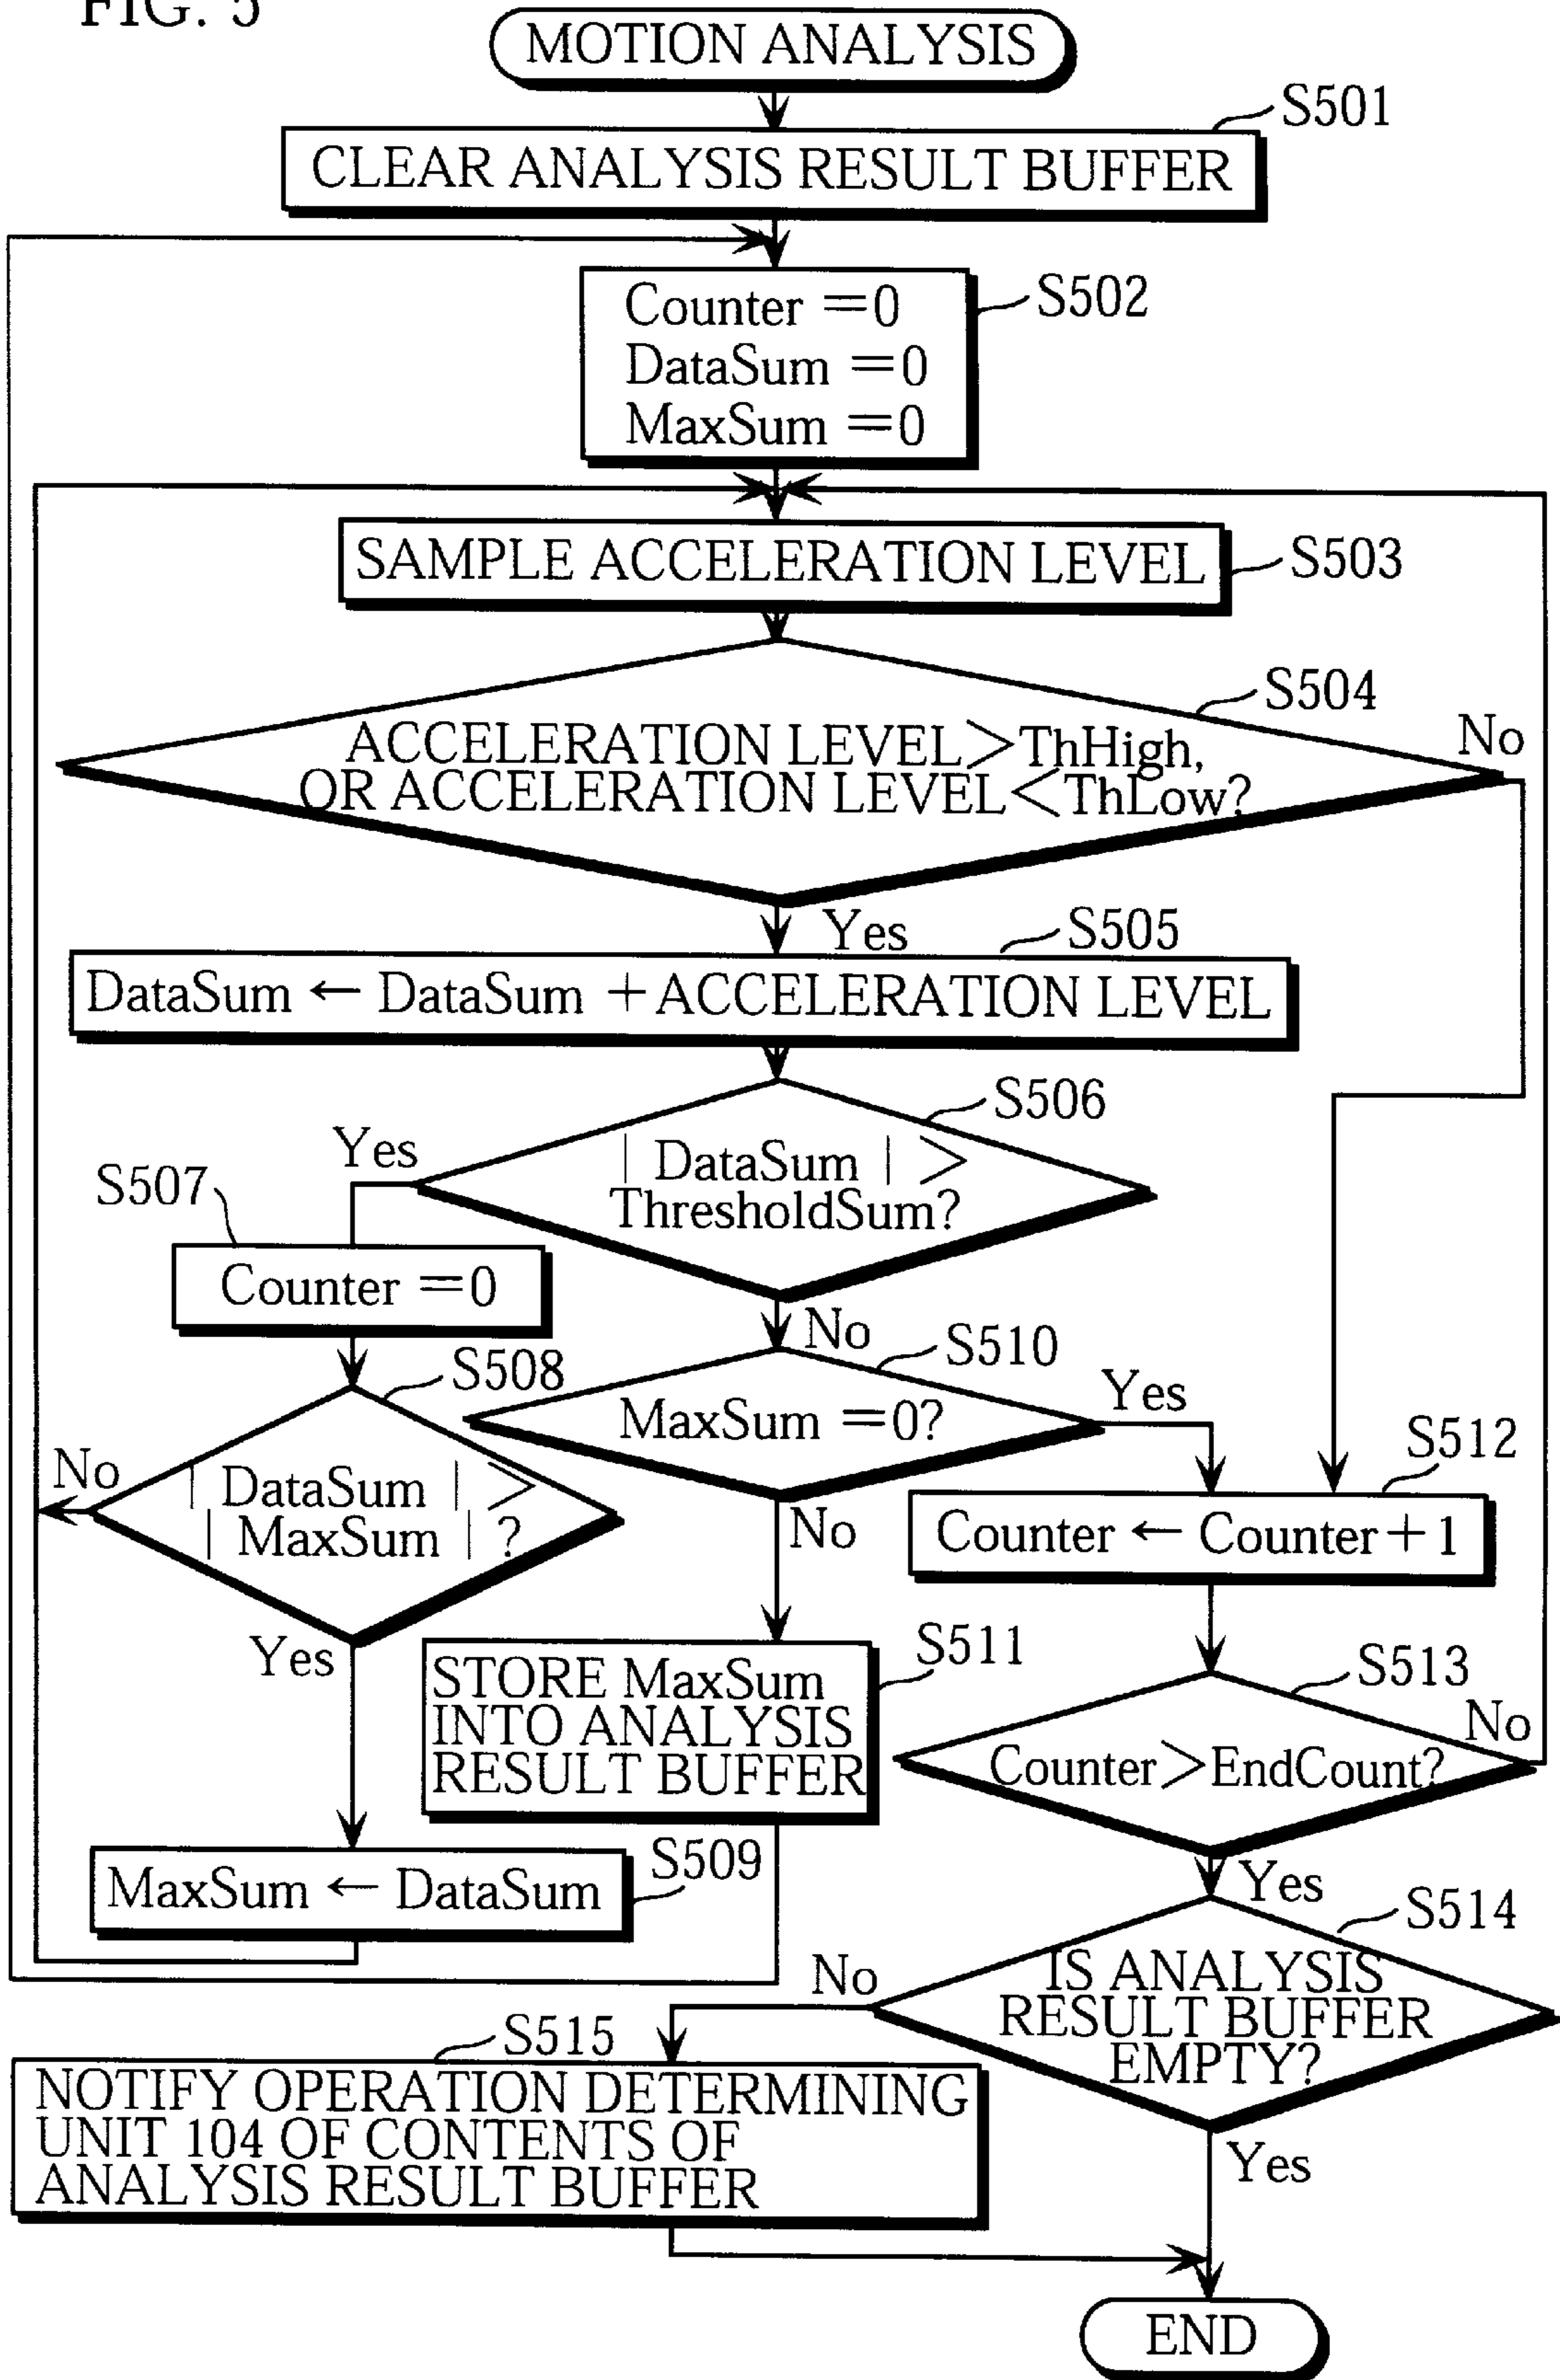 FIG. 5
MOTION ANALYSIS
S501
CLEAR ANALYSIS RESULT BUFFER
S502
Counter =0
DataSum =0
MaxSum =0
SAMPLE ACCELERATION LEVEL
S503
S504
ACCELERATION LEVEL>ThHigh,
OR ACCELERATION LEVEL<ThLow?
No
Yes
S505
DataSum ← DataSum +ACCELERATION LEVEL
S506
Yes
| DataSum | >
ThresholdSum?
S507
Counter =0
No
S510
S508
MaxSum =0?
Yes
S512
No
| DataSum | >
| MaxSum | ?
No
Counter ← Counter+1
Yes
S511
STORE MaxSum
INTO ANALYSIS
RESULT BUFFER
S513
No
Counter>EndCount?
S509
MaxSum ← DataSum
Yes
S514
No
IS ANALYSIS
RESULT BUFFER
EMPTY?
S515
NOTIFY OPERATION DETERMINING
UNIT 104 OF CONTENTS OF
ANALYSIS RESULT BUFFER
Yes
END